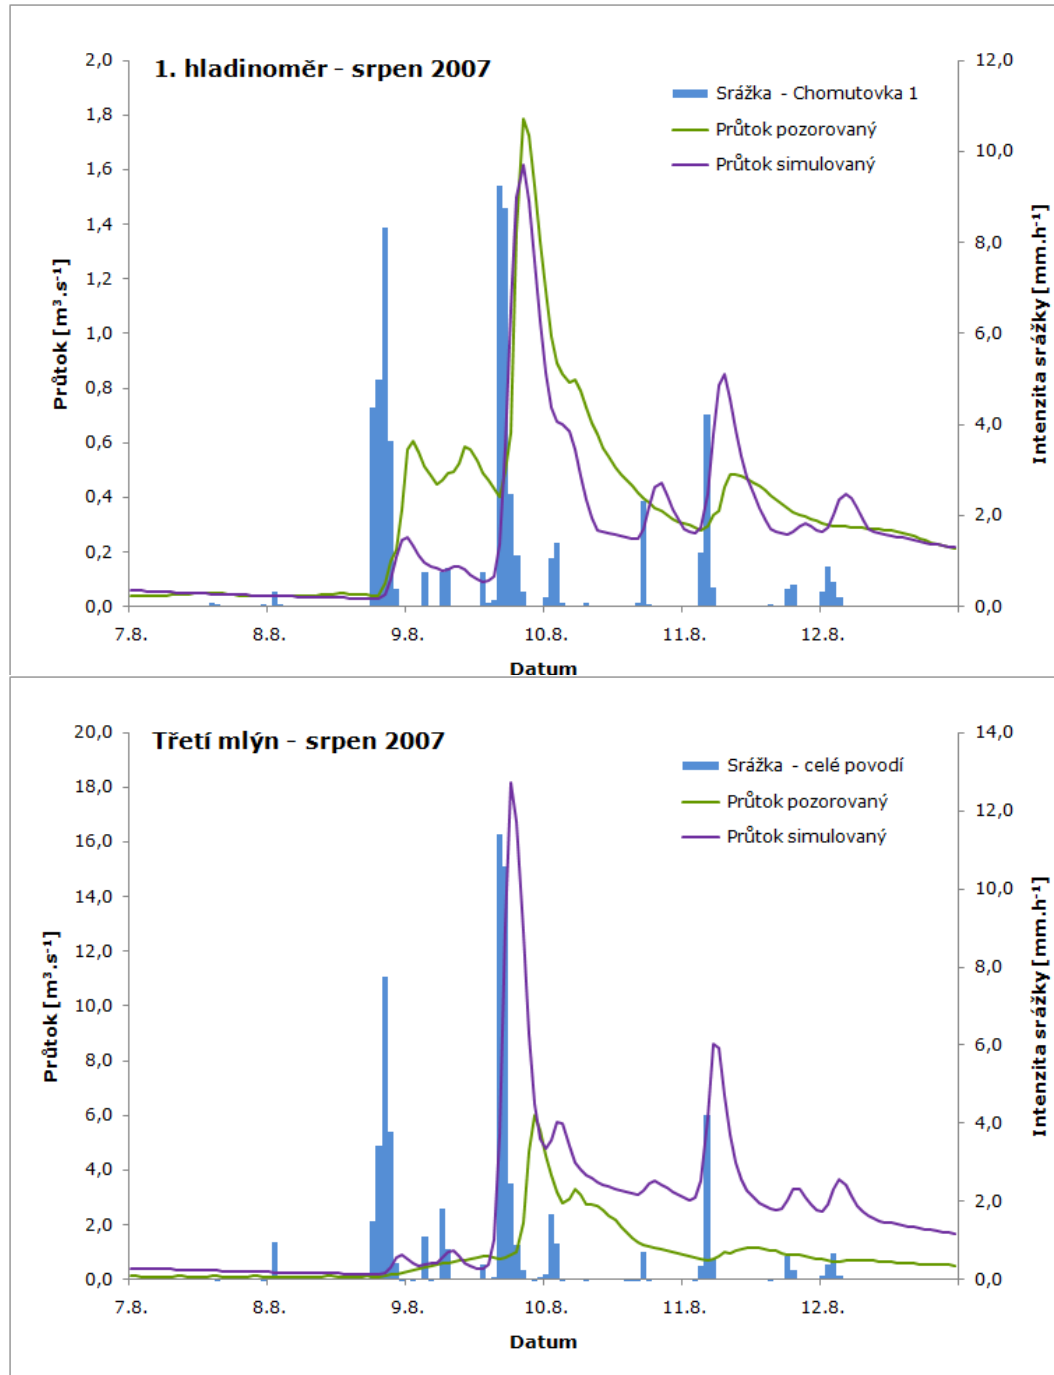 1. hladinoměr - srpen 2007
Srážka - Chomutovka 1
Průtok pozorovaný
Průtok simulovaný
2,0
1,8
1,6
1,4
1,2
1,0
0,8
0,6
0,4
0,2
0,0
Průtok [m³.s⁻¹]
12,0
10,0
8,0
6,0
4,0
2,0
0,0
Intenzita srážky [mm.h⁻¹]
7.8. 8.8. 9.8. 10.8. 11.8. 12.8.
Datum
Třetí mlýn - srpen 2007
Srážka - celé povodí
Průtok pozorovaný
Průtok simulovaný
20,0
18,0
16,0
14,0
12,0
10,0
8,0
6,0
4,0
2,0
0,0
Průtok [m³.s⁻¹]
14,0
12,0
10,0
8,0
6,0
4,0
2,0
0,0
Intenzita srážky [mm.h⁻¹]
7.8. 8.8. 9.8. 10.8. 11.8. 12.8.
Datum